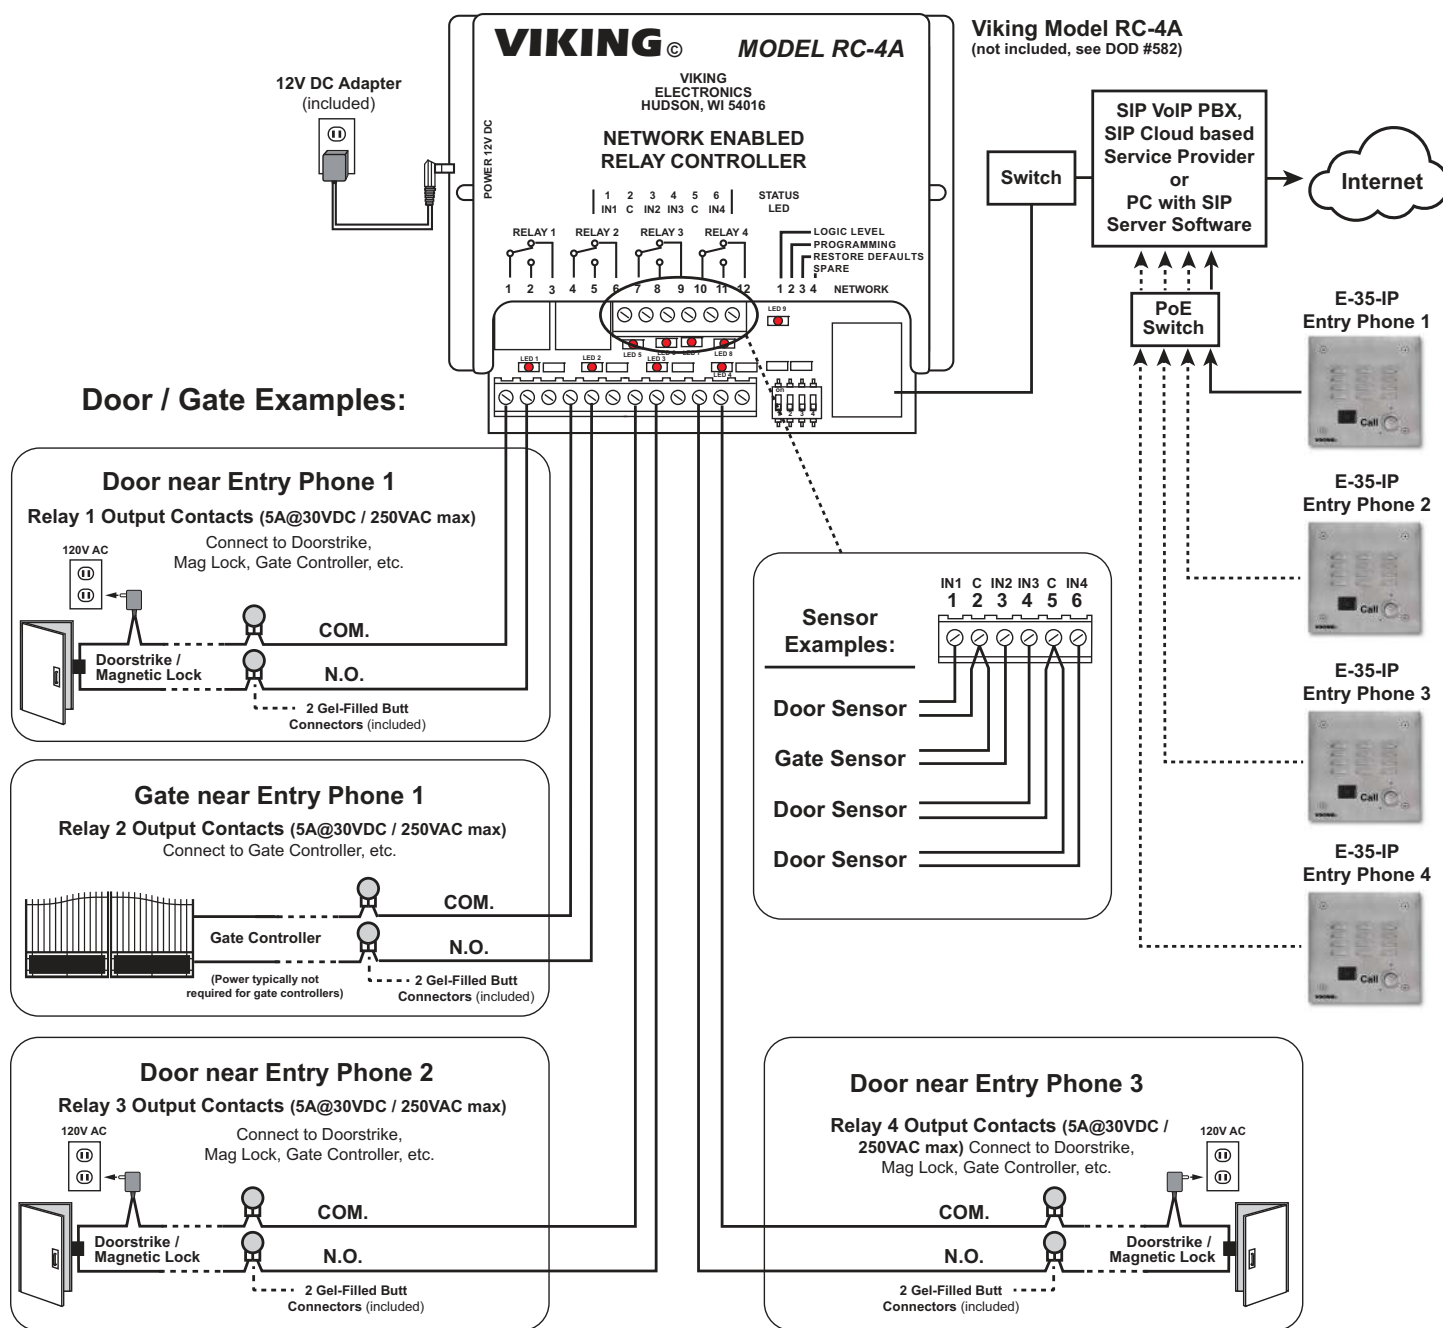 VIKING©
MODEL RC-4A
VIKING
ELECTRONICS
HUDSON, WI 54016
NETWORK ENABLED
RELAY CONTROLLER
POWER 12V DC
1 2 3 4 5 6
IN1 C IN2 IN3 C IN4
STATUS
LED
RELAY 1 RELAY 2 RELAY 3 RELAY 4
LOGIC LEVEL
PROGRAMMING
RESTORE DEFAULTS
SPARE
1 2 3 4 5 6 7 8 9 10 11 12
1 2 3 4
NETWORK
LED 9
LED 5
LED 8
LED 1
LED 2
LED 3
LED 4
on
2 3 4
Viking Model RC-4A
(not included, see DOD #582)
12V DC Adapter
(included)
Switch
SIP VoIP PBX,
SIP Cloud based
Service Provider
or
PC with SIP
Server Software
Internet
PoE
Switch
E-35-IP
Entry Phone 1
Call
VIKING
E-35-IP
Entry Phone 2
Call
VIKING
E-35-IP
Entry Phone 3
Call
VIKING
E-35-IP
Entry Phone 4
Call
VIKING
Door / Gate Examples:
Door near Entry Phone 1
Relay 1 Output Contacts (5A@30VDC / 250VAC max)
Connect to Doorstrike,
Mag Lock, Gate Controller, etc.
120V AC
COM.
Doorstrike /
Magnetic Lock
N.O.
2 Gel-Filled Butt
Connectors (included)
Gate near Entry Phone 1
Relay 2 Output Contacts (5A@30VDC / 250VAC max)
Connect to Gate Controller, etc.
COM.
Gate Controller
N.O.
(Power typically not
required for gate controllers)
2 Gel-Filled Butt
Connectors (included)
Door near Entry Phone 2
Relay 3 Output Contacts (5A@30VDC / 250VAC max)
Connect to Doorstrike,
Mag Lock, Gate Controller, etc.
120V AC
COM.
Doorstrike /
Magnetic Lock
N.O.
2 Gel-Filled Butt
Connectors (included)
Sensor
Examples:
IN1 C IN2 IN3 C IN4
1 2 3 4 5 6
Door Sensor
Gate Sensor
Door Sensor
Door Sensor
Door near Entry Phone 3
Relay 4 Output Contacts (5A@30VDC /
250VAC max) Connect to Doorstrike,
Mag Lock, Gate Controller, etc.
120V AC
COM.
Doorstrike /
Magnetic Lock
N.O.
2 Gel-Filled Butt
Connectors (included)